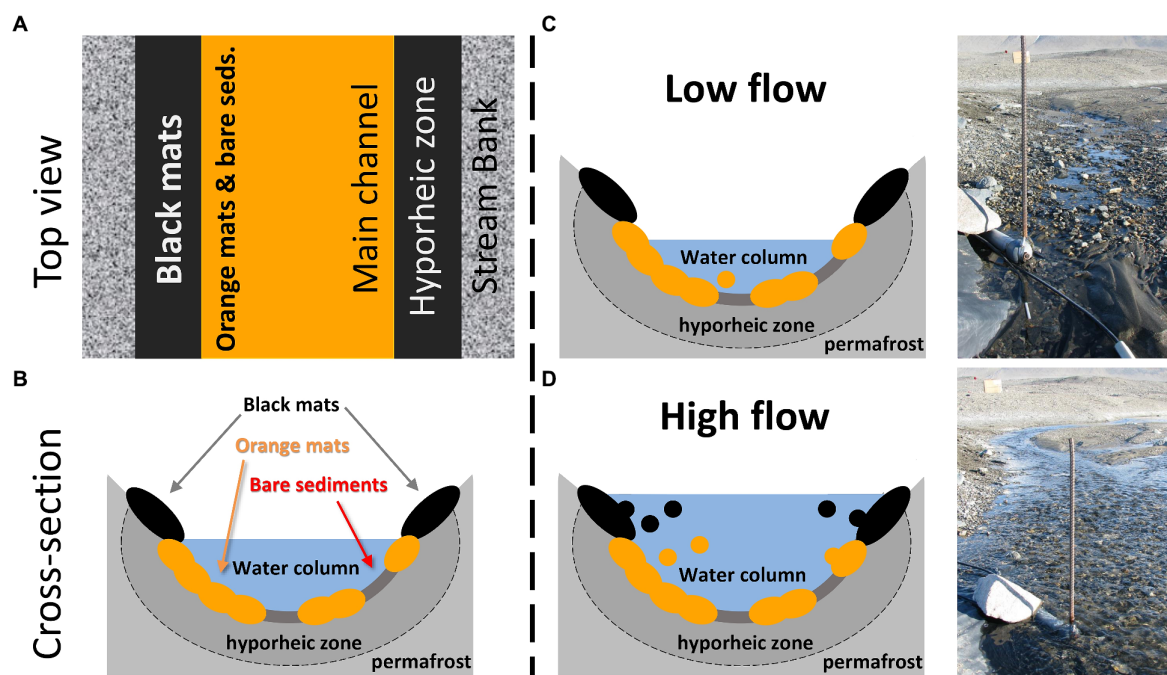 A
Top view
Black mats
Orange mats & bare seds.
Main channel
Hyporheic zone
Stream Bank
B
Cross-section
Black mats
Orange mats
Bare sediments
Water column
hyporheic zone
permafrost
C
Low flow
Water column
hyporheic zone
permafrost
D
High flow
Water column
hyporheic zone
permafrost